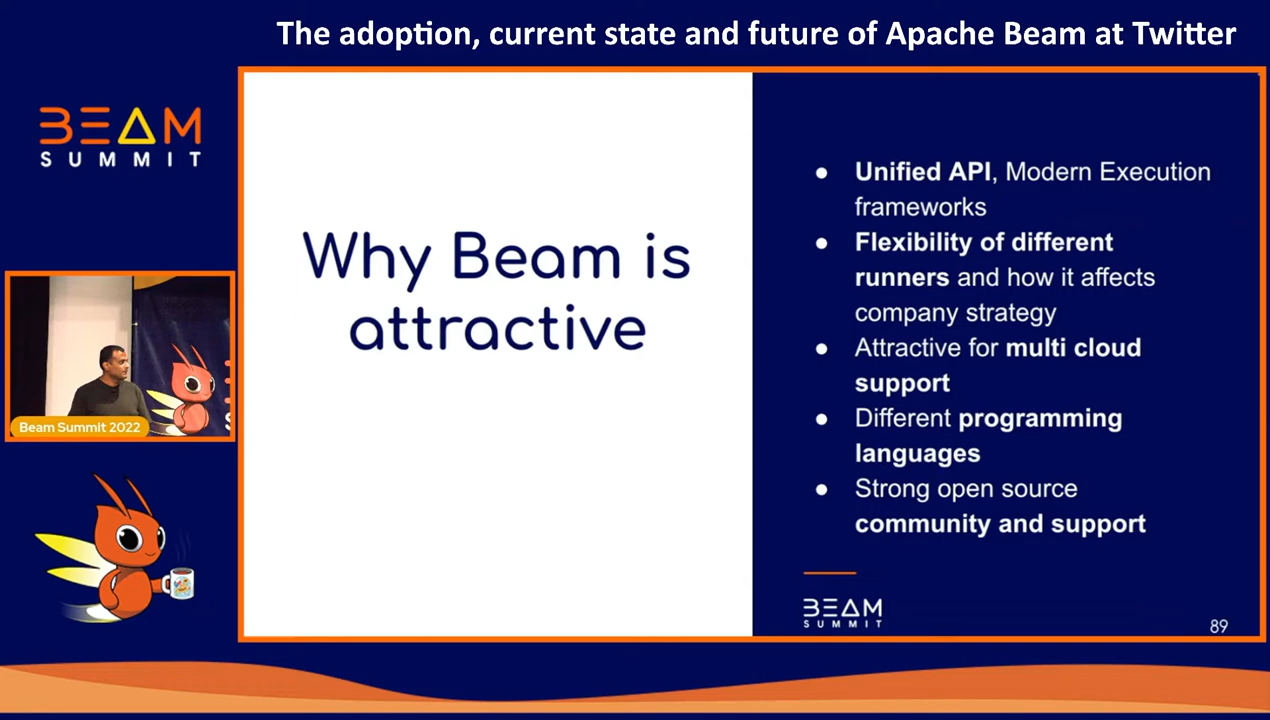 The adoption, current state and future of Apache Beam at Twitter
BEAM
SUMMIT
Why Beam is
attractive
● Unified API, Modern Execution
frameworks
● Flexibility of different
runners and how it affects
company strategy
● Attractive for multi cloud
support
● Different programming
languages
● Strong open source
community and support
BEAM
SUMMIT
89
Beam Summit 2022